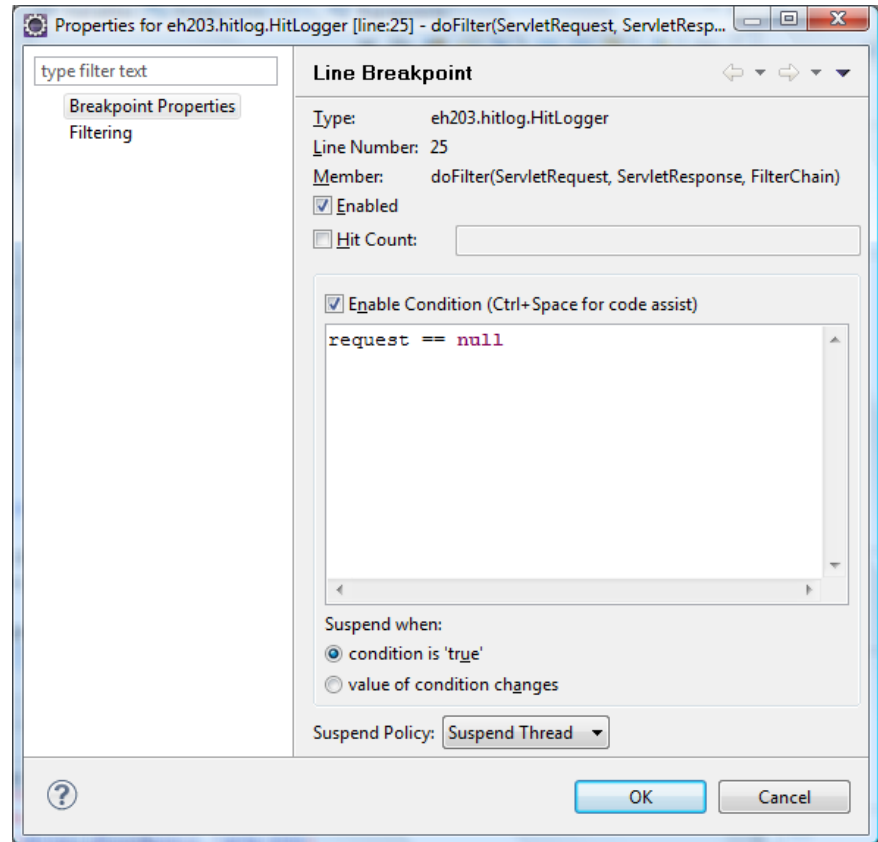 Properties for eh203.hitlog.HitLogger [line:25] - doFilter(ServletRequest, ServletResp...
type filter text
Breakpoint Properties
Filtering
Line Breakpoint
Type: eh203.hitlog.HitLogger
Line Number: 25
Member: doFilter(ServletRequest, ServletResponse, FilterChain)
Enabled
Hit Count:
Enable Condition (Ctrl+Space for code assist)
request == null
Suspend when:
condition is 'true'
value of condition changes
Suspend Policy: Suspend Thread
?
OK Cancel